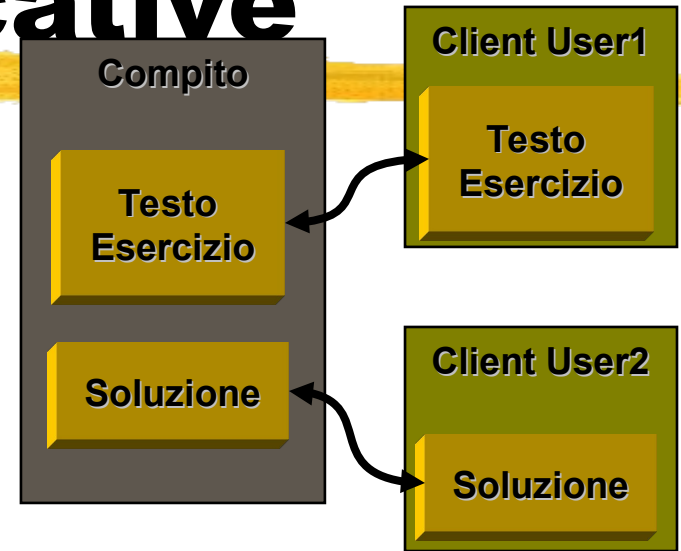 cative
Compito
Testo
Esercizio
Soluzione
Client User1
Testo
Esercizio
Client User2
Soluzione